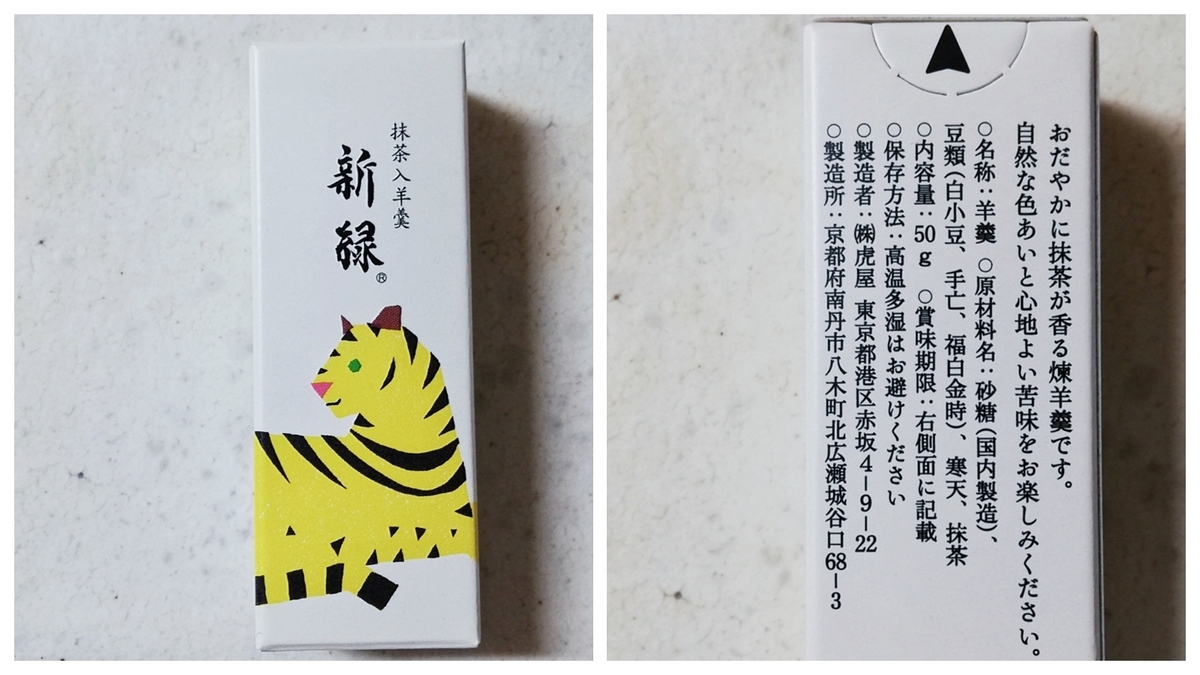 抹茶入羊羹
新緑®
おだやかに抹茶が香る煉羊羹です。
自然な色あいと心地よい苦味をお楽しみください。
○名称：羊羹 ○原材料名：砂糖（国内製造）、
豆類（白小豆、手亡、福白金時）、寒天、抹茶
○内容量：50g ○賞味期限：右側面に記載
○保存方法：高温多湿はお避けください
○製造者：㈱虎屋 東京都港区赤坂4－9－22
○製造所：京都府南丹市八木町北広瀬城谷口68－3